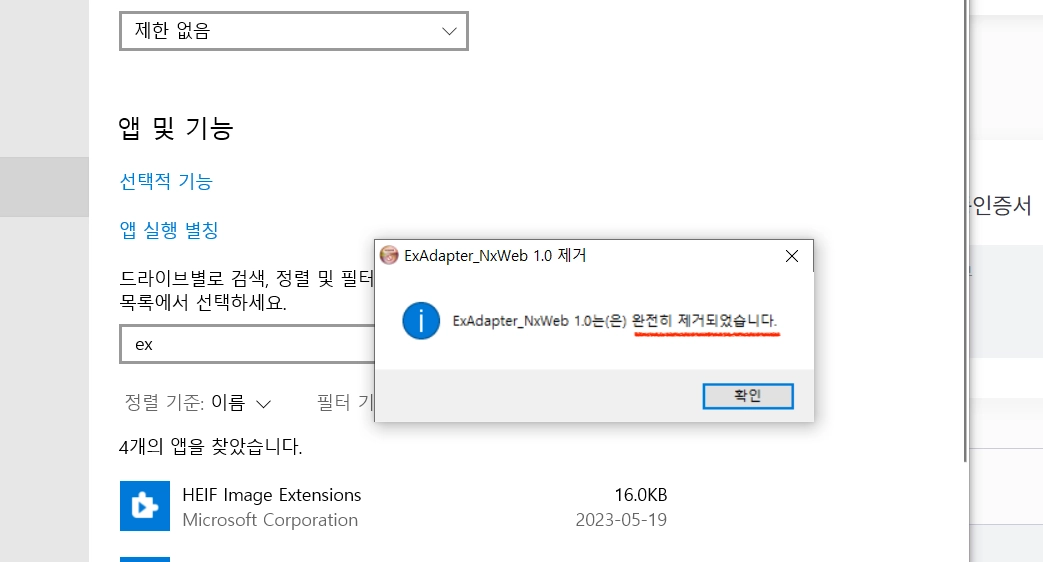 제한 없음
앱 및 기능
선택적 기능
앱 실행 별칭
드라이브별로 검색, 정렬 및 필터
목록에서 선택하세요.
ex
정렬 기준: 이름
필터 기
4개의 앱을 찾았습니다.
HEIF Image Extensions
16.0KB
Microsoft Corporation
2023-05-19
ExAdapter_NxWeb 1.0 제거
ExAdapter_NxWeb 1.0는(은) 완전히 제거되었습니다.
확인
인증서